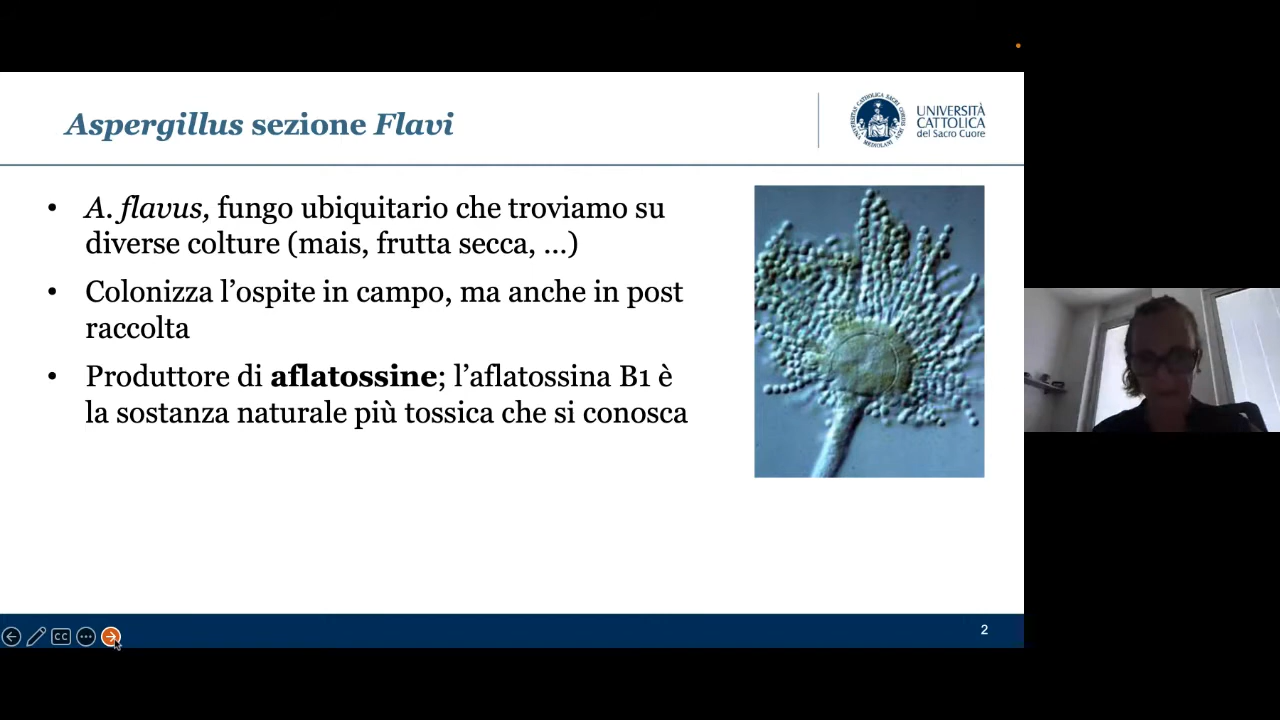 Aspergillus sezione Flavi
UNIVERSITÀ
CATTOLICA
del Sacro Cuore
A. flavus, fungo ubiquitario che troviamo su
diverse colture (mais, frutta secca, ...)
Colonizza l’ospite in campo, ma anche in post
raccolta
Produttore di aflatossine; l’aflatossina B1 è
la sostanza naturale più tossica che si conosca
CC
2